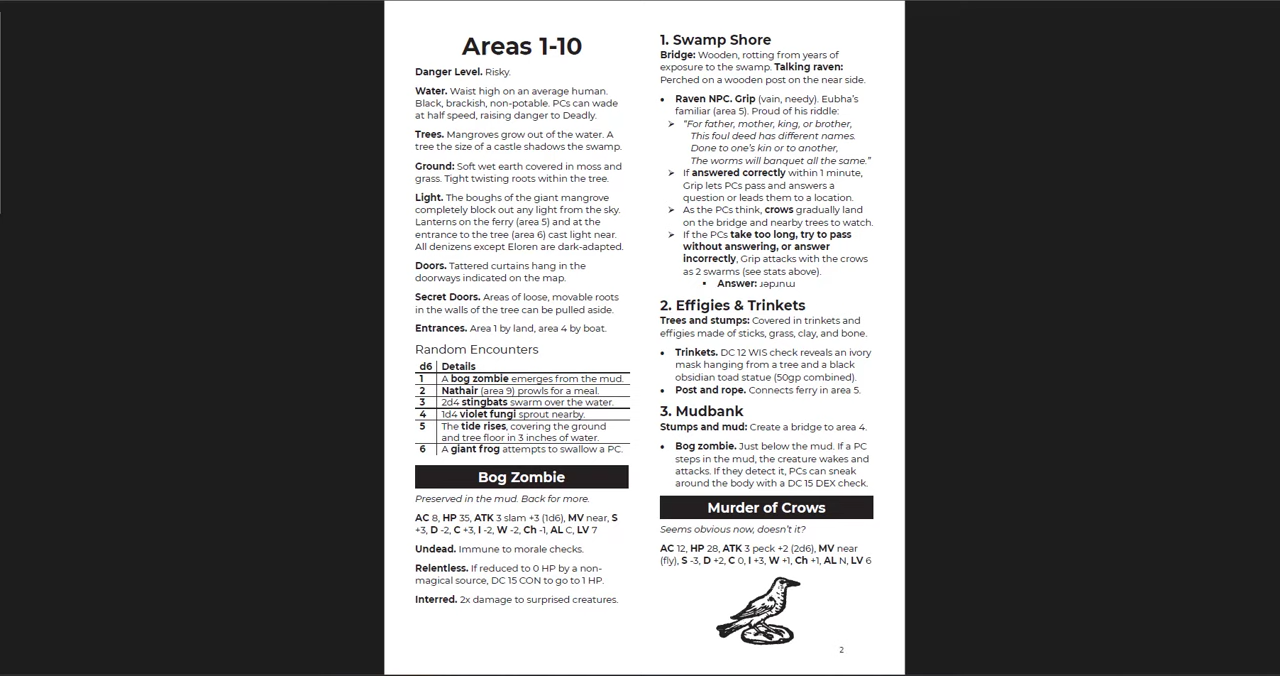 Areas 1-10
Danger Level. Risky.
Water. Waist high on an average human.
Black, brackish, non-potable. PCs can wade
at half speed, raising danger to Deadly.
Trees. Mangroves grow out of the water. A
tree the size of a castle shadows the swamp.
Ground: Soft wet earth covered in moss and
grass. Tight twisting roots within the tree.
Light. The boughs of the giant mangrove
completely block out any light from the sky.
Lanterns on the ferry (area 5) and at the
entrance to the tree (area 6) cast light near.
All denizens except Eloren are dark-adapted.
Doors. Tattered curtains hang in the
doorways indicated on the map.
Secret Doors. Areas of loose, movable roots
in the walls of the tree can be pulled aside.
Entrances. Area 1 by land, area 4 by boat.
Random Encounters
d6 Details
1 A bog zombie emerges from the mud.
2 Nathair (area 9) prowls for a meal.
3 2d4 stingbats swarm over the water.
4 1d4 violet fungi sprout nearby.
5 The tide rises, covering the ground
and tree floor in 3 inches of water.
6 A giant frog attempts to swallow a PC.
Bog Zombie
Preserved in the mud. Back for more.
AC 8, HP 35, ATK 3 slam +3 (1d6), MV near, S
+3, D -2, C +3, I -2, W -2, Ch -1, AL C, LV 7
Undead. Immune to morale checks.
Relentless. If reduced to 0 HP by a non-
magical source, DC 15 CON to go to 1 HP.
Interred. 2x damage to surprised creatures.
1. Swamp Shore
Bridge: Wooden, rotting from years of
exposure to the swamp. Talking raven:
Perched on a wooden post on the near side.
• Raven NPC. Grip (vain, needy). Eubha's
familiar (area 5). Proud of his riddle:
➢ "For father, mother, king, or brother,
This foul deed has different names.
Done to one's kin or to another,
The worms will banquet all the same."
➢ If answered correctly within 1 minute,
Grip lets PCs pass and answers a
question or leads them to a location.
➢ As the PCs think, crows gradually land
on the bridge and nearby trees to watch.
➢ If the PCs take too long, try to pass
without answering, or answer
incorrectly, Grip attacks with the crows
as 2 swarms (see stats above).
▪ Answer: ɹǝpɹnɯ
2. Effigies & Trinkets
Trees and stumps: Covered in trinkets and
effigies made of sticks, grass, clay, and bone.
• Trinkets. DC 12 WIS check reveals an ivory
mask hanging from a tree and a black
obsidian toad statue (50gp combined).
• Post and rope. Connects ferry in area 5.
3. Mudbank
Stumps and mud: Create a bridge to area 4.
• Bog zombie. Just below the mud. If a PC
steps in the mud, the creature wakes and
attacks. If they detect it, PCs can sneak
around the body with a DC 15 DEX check.
Murder of Crows
Seems obvious now, doesn't it?
AC 12, HP 28, ATK 3 peck +2 (2d6), MV near
(fly), S -3, D +2, C 0, I +3, W +1, Ch +1, AL N, LV 6
2